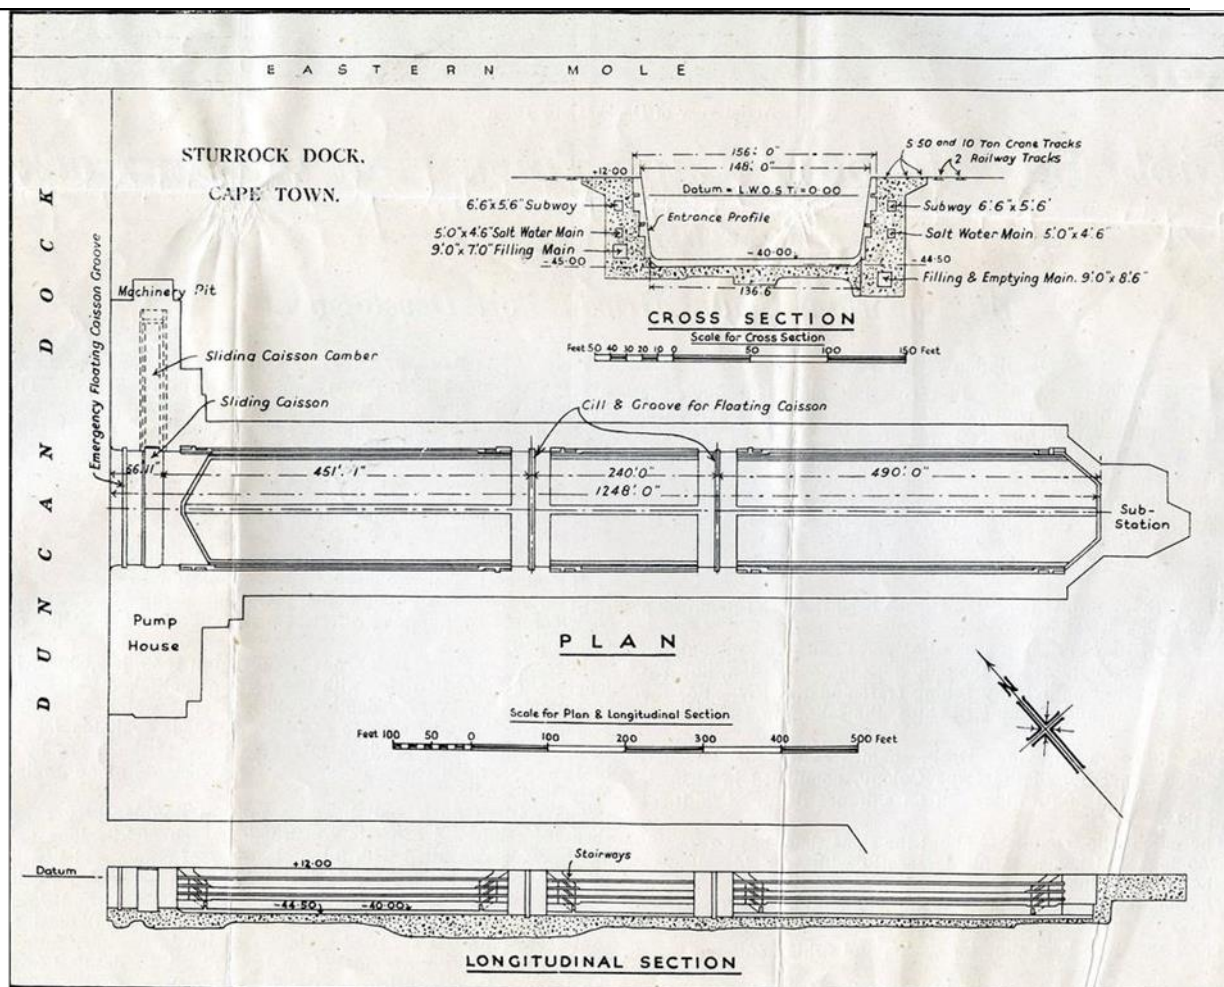 EASTERN MOLE
STURROCK DOCK.
CAPE TOWN.
DUNCAN DOCK
156'. 0"
148'. 0"
+12·00
Datum = L.W.O.S.T. = 0·00
5 50 and 10 Ton Crane Tracks
2 Railway Tracks
6'.6"x5'.6" Subway
Entrance Profile
5'.0"x4'.6" Salt Water Main
9'.0"x7'.0" Filling Main
-45·00
-40·00
-44·50
136'.6"
Subway 6'.6"x5'.6'
Salt Water Main. 5'.0"x4'.6"
Filling & Emptying Main. 9'.0"x8'.6"
CROSS SECTION
Scale for Cross Section
Feet 50 40 30 20 10 0 50 100 150 Feet
Emergency Floating Caisson Groove
Machinery Pit
Sliding Caisson Camber
Sliding Caisson
Cill & Groove for Floating Caisson
66'.11"
451'. 1"
240'.0"
490'. 0"
1248'. 0"
Sub-
Station
Pump
House
PLAN
N
Scale for Plan & Longitudinal Section
Feet 100 50 0 100 200 300 400 500 Feet
Datum
+12·00
Stairways
-44·50
-40·00
LONGITUDINAL SECTION